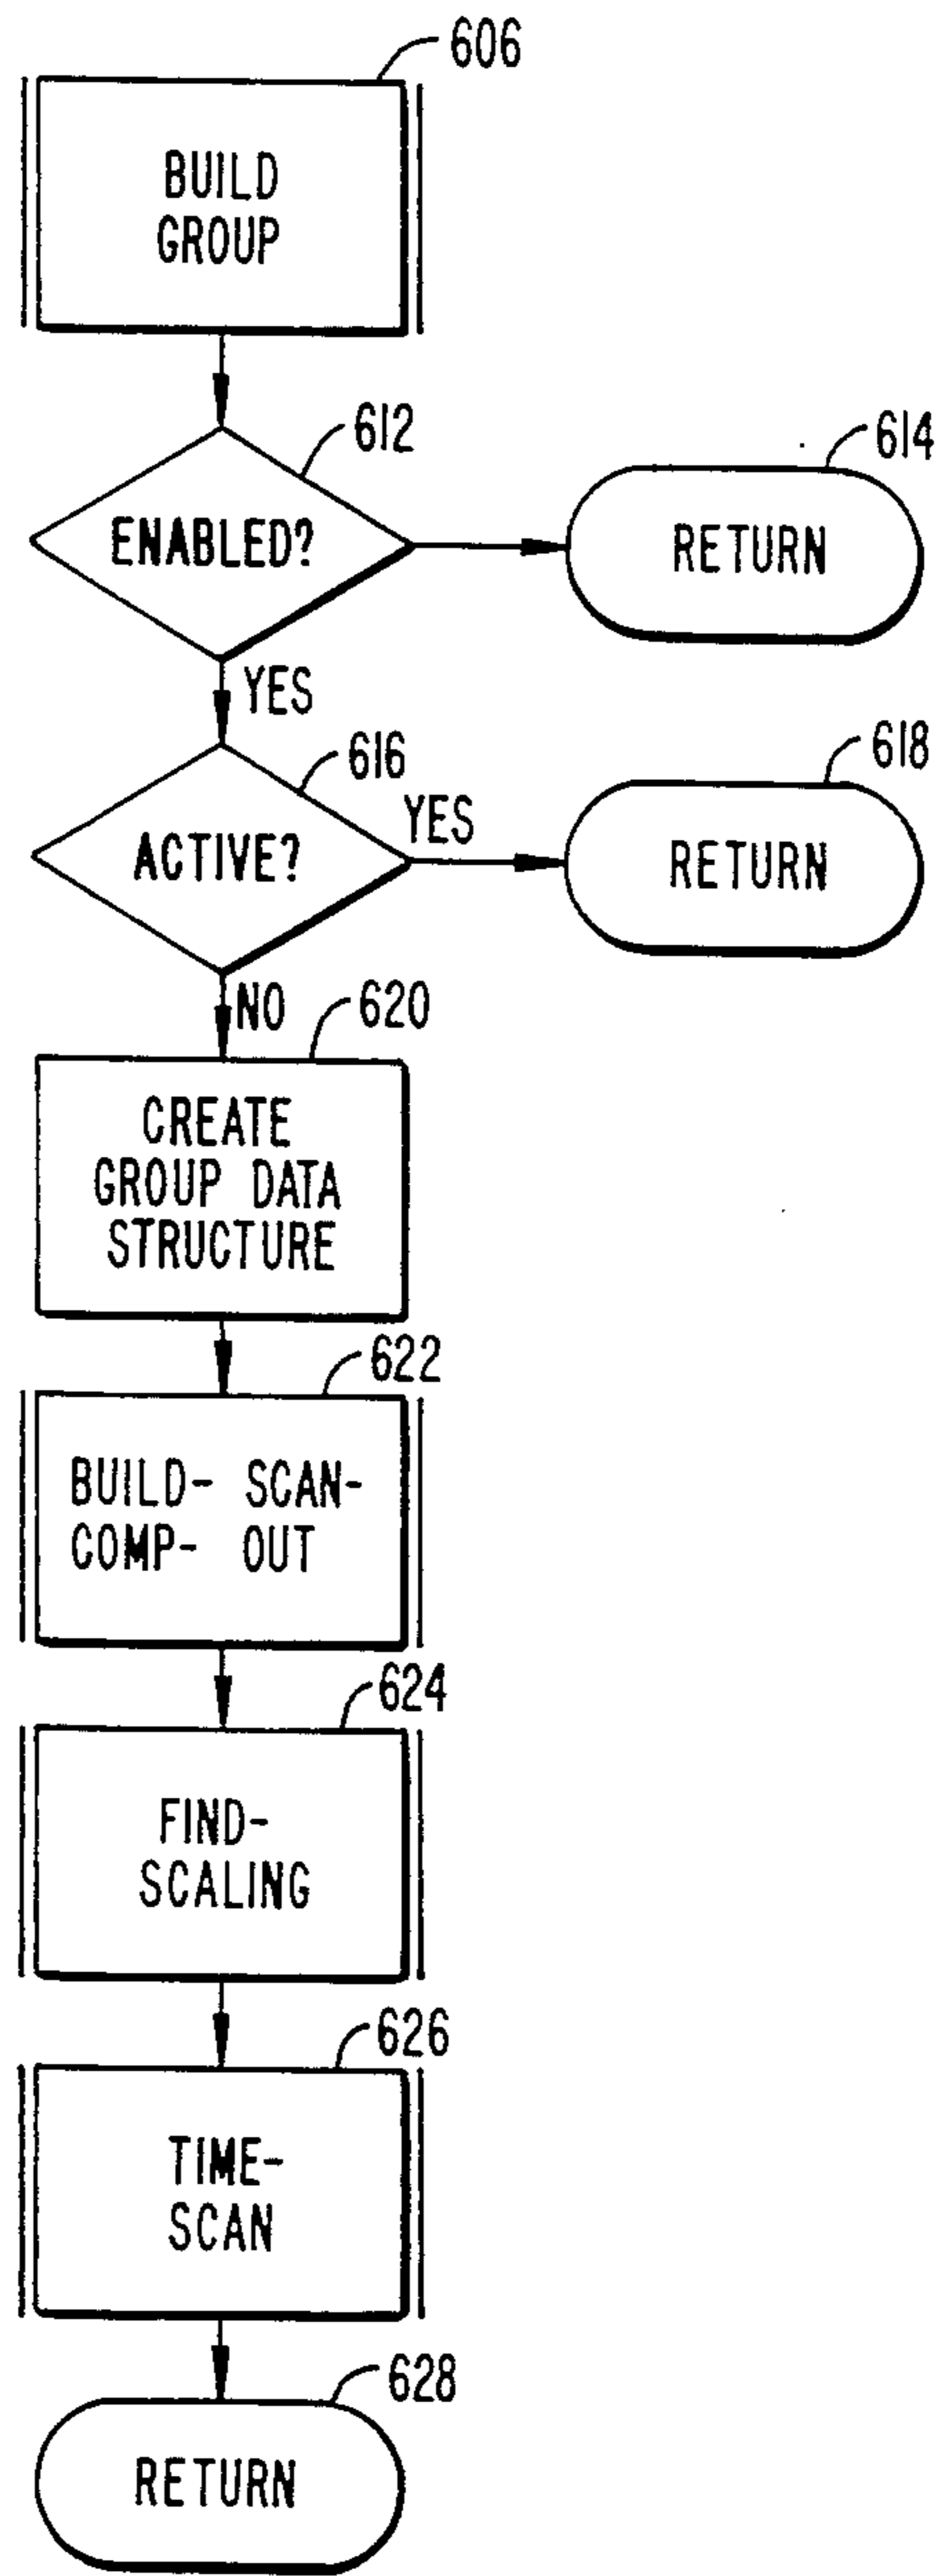 606
BUILD
GROUP
612
ENABLED?
614
RETURN
YES
616
ACTIVE?
YES
618
RETURN
NO
620
CREATE
GROUP DATA
STRUCTURE
622
BUILD- SCAN-
COMP- OUT
624
FIND-
SCALING
626
TIME-
SCAN
628
RETURN